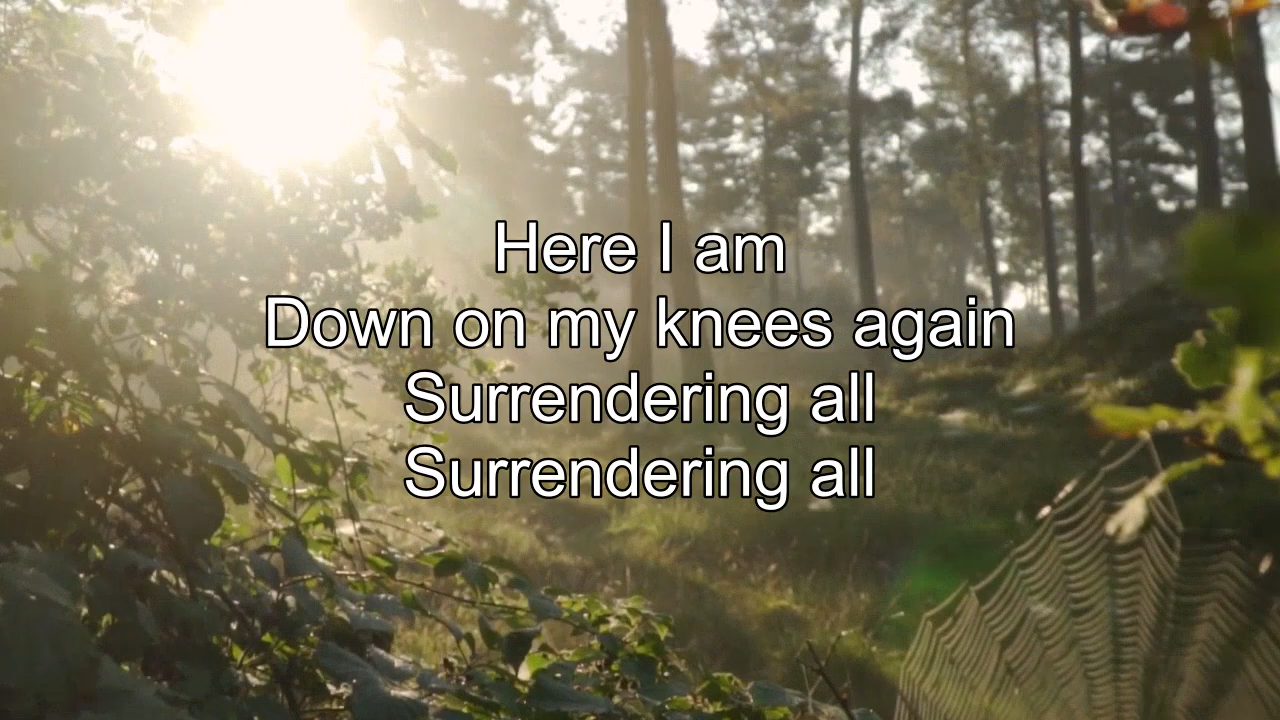 Here I am
Down on my knees again
Surrendering all
Surrendering all